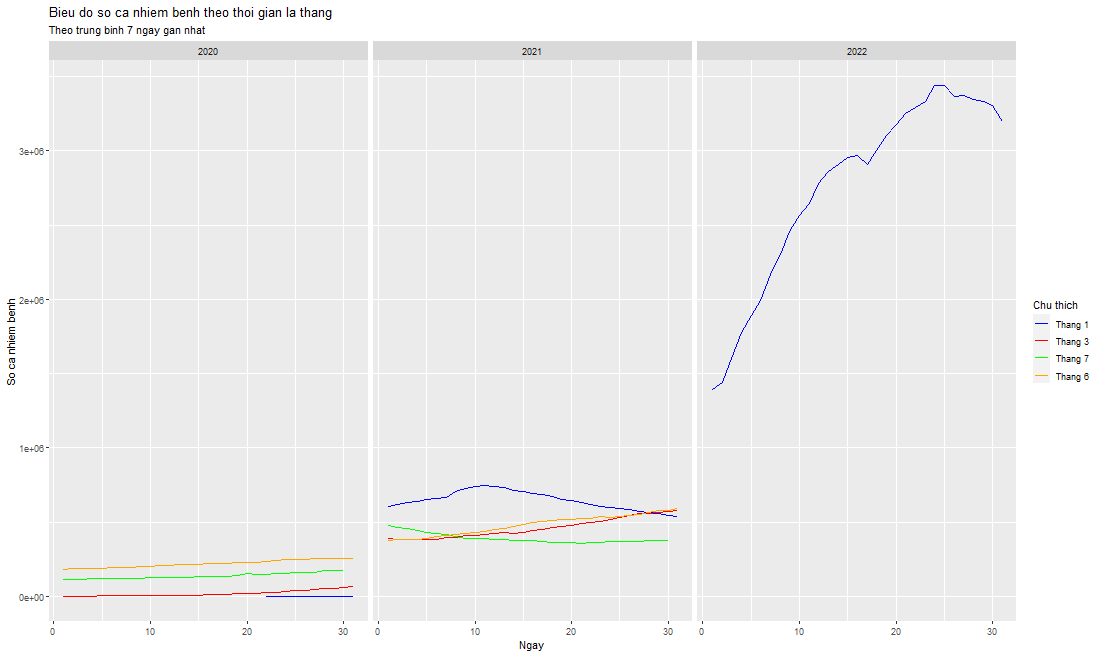 Bieu do so ca nhiem benh theo thoi gian la thang
Theo trung binh 7 ngay gan nhat
2020
2021
2022
So ca nhiem benh
3e+06
2e+06
1e+06
0e+00
0 10 20 30
0 10 20 30
0 10 20 30
Ngay
Chu thich
Thang 1
Thang 3
Thang 7
Thang 6